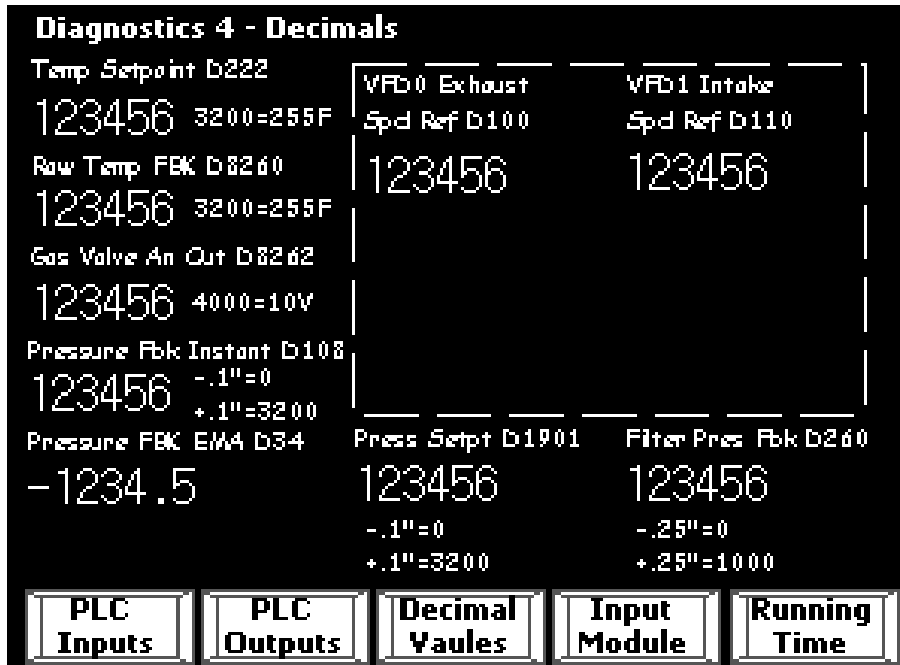 Diagnostics 4 - Decimals
Temp Setpoint D222
123456 3200=255F
Raw Temp FBK D8260
123456 3200=255F
Gas Valve An Out D8262
123456 4000=10V
Pressure Fbk Instant D108
123456 -.1"=0
+.1"=3200
Pressure FBK EMA D34
-1234.5
VFD0 Exhaust
Spd Ref D100
123456
VFD1 Intake
Spd Ref D110
123456
Press Setpt D1901
123456
-.1"=0
+.1"=3200
Filter Pres Fbk D260
123456
-.25"=0
+.25"=1000
PLC
Inputs
PLC
Outputs
Decimal
Vaules
Input
Module
Running
Time